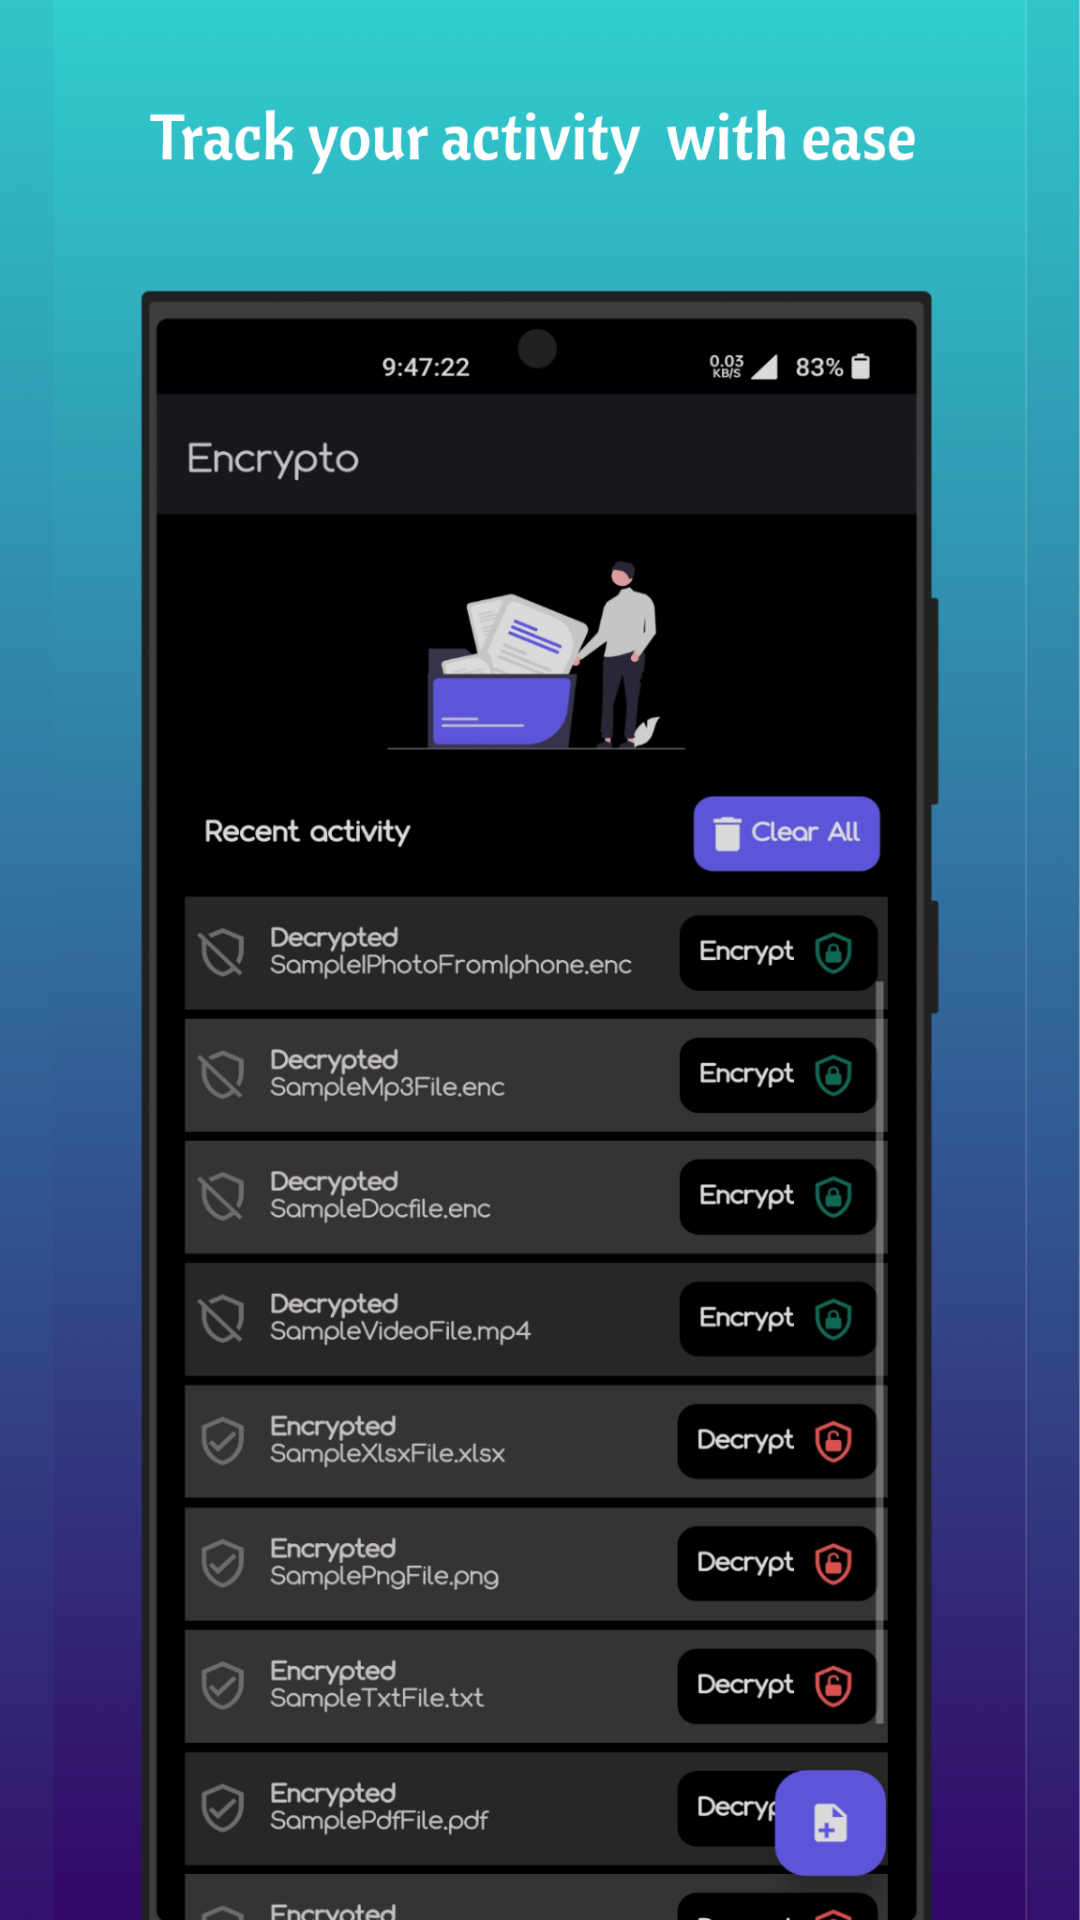 Track your activity with ease
9:47:22
0.03
KB/S
83%
Encrypto
Recent activity
Clear All
Decrypted
SampleIPhotoFromIphone.enc
Encrypt
Decrypted
SampleMp3File.enc
Encrypt
Decrypted
SampleDocfile.enc
Encrypt
Decrypted
SampleVideoFile.mp4
Encrypt
Encrypted
SampleXlsxFile.xlsx
Decrypt
Encrypted
SamplePngFile.png
Decrypt
Encrypted
SampleTxtFile.txt
Decrypt
Encrypted
SamplePdfFile.pdf
Decryp
Encrypted